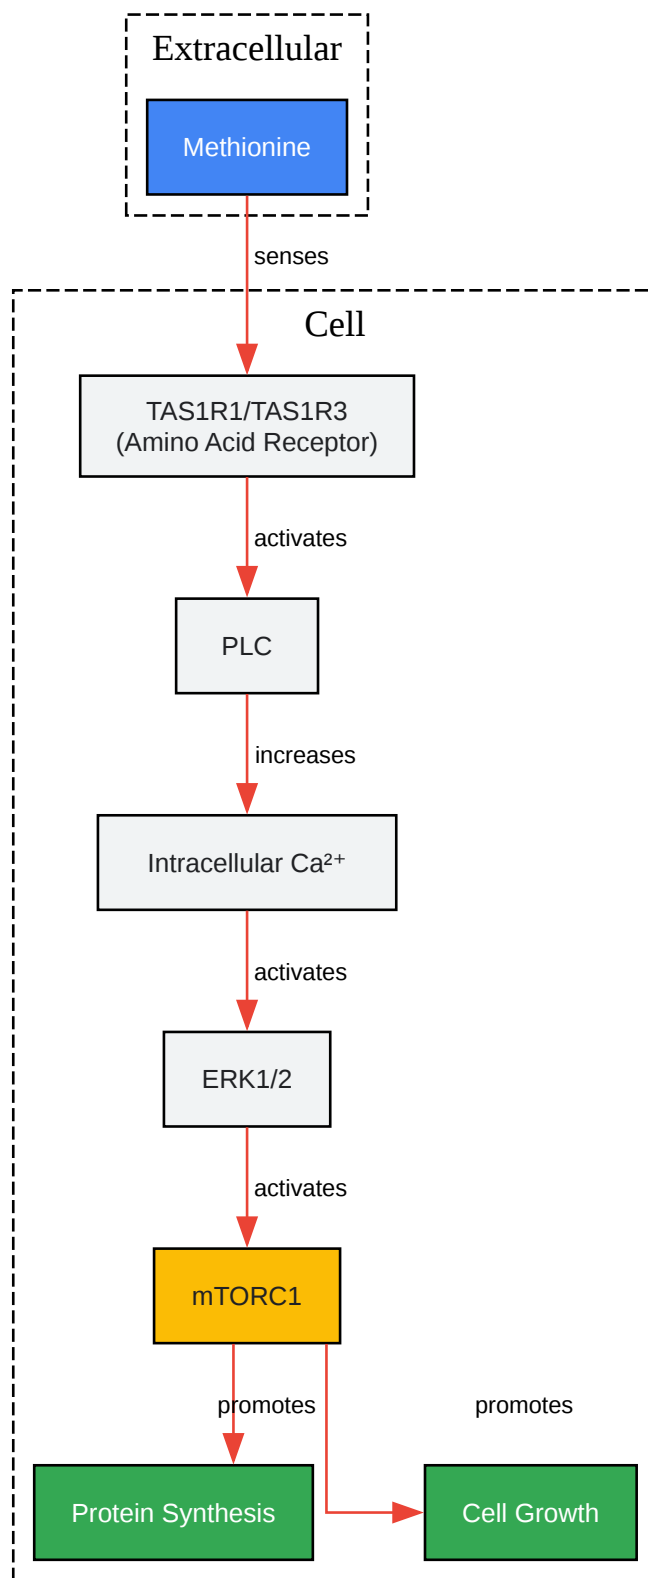 Extracellular
Methionine
senses
Cell
TAS1R1/TAS1R3
(Amino Acid Receptor)
activates
PLC
increases
Intracellular Ca²⁺
activates
ERK1/2
activates
mTORC1
promotes
promotes
Protein Synthesis
Cell Growth